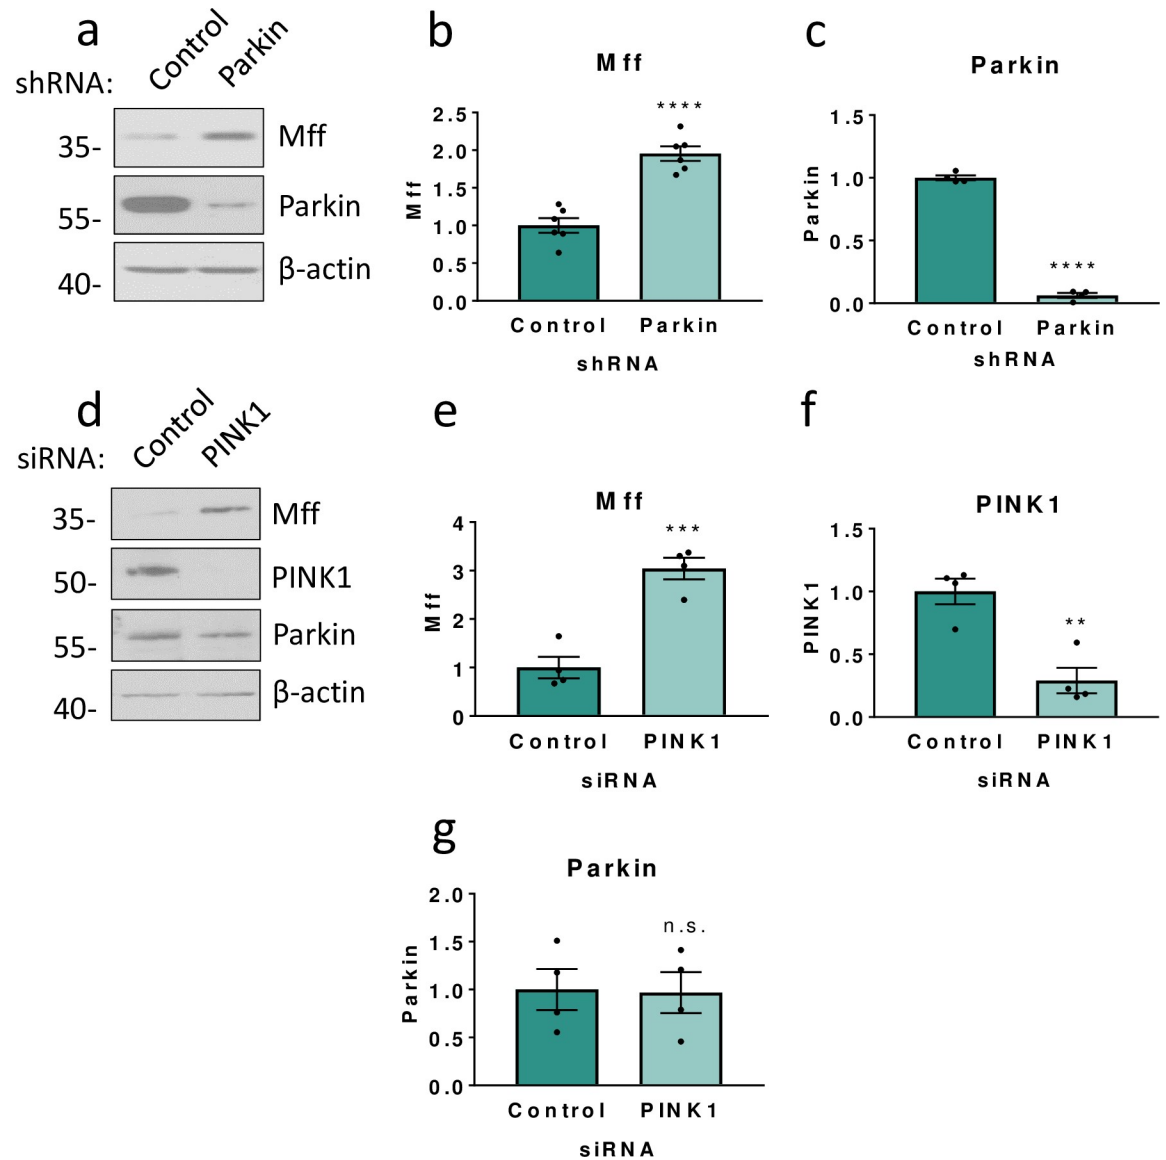 a
shRNA: Control Parkin
35- Mff
55- Parkin
40- β-actin
b
Mff
****
2.5
2.0
1.5
1.0
0.5
0.0
Mff
Control Parkin
shRNA
c
Parkin
1.5
1.0
0.5
0.0
Parkin
****
Control Parkin
shRNA
d
siRNA: Control PINK1
35- Mff
50- PINK1
55- Parkin
40- β-actin
e
Mff
***
4
3
2
1
0
Mff
Control PINK1
siRNA
f
PINK1
1.5
1.0
0.5
0.0
PINK1
**
Control PINK1
siRNA
g
Parkin
2.0
1.5
1.0
0.5
0.0
Parkin
n.s.
Control PINK1
siRNA